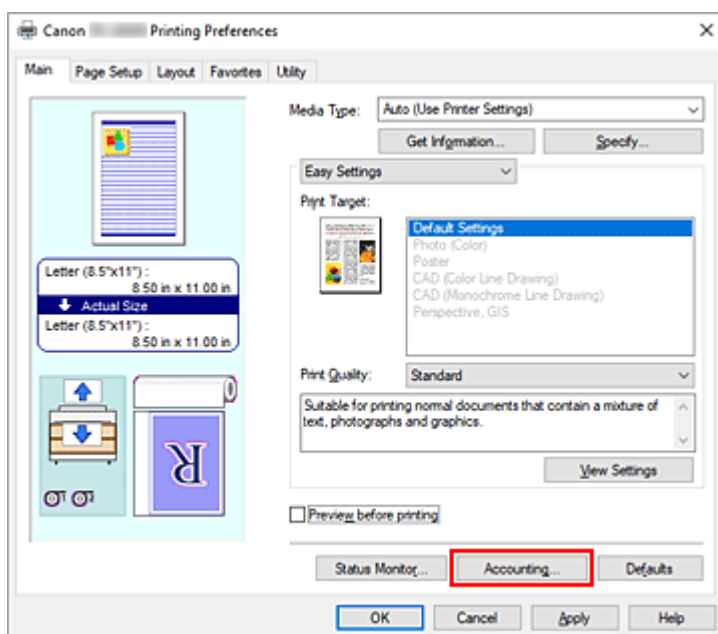 Canon Printing Preferences
Main Page Setup Layout Favorites Utility
Media Type: Auto (Use Printer Settings)
Get Information... Specify...
Easy Settings
Print Target:
Default Settings
Photo (Color)
Poster
CAD (Color Line Drawing)
CAD (Monochrome Line Drawing)
Perspective, GIS
Letter (8.5"x11") :
8.50 in x 11.00 in
Actual Size
Letter (8.5"x11") :
8.50 in x 11.00 in
Print Quality: Standard
Suitable for printing normal documents that contain a mixture of
text, photographs and graphics.
R
View Settings
Preview before printing
Status Monitor... Accounting... Defaults
OK Cancel Apply Help